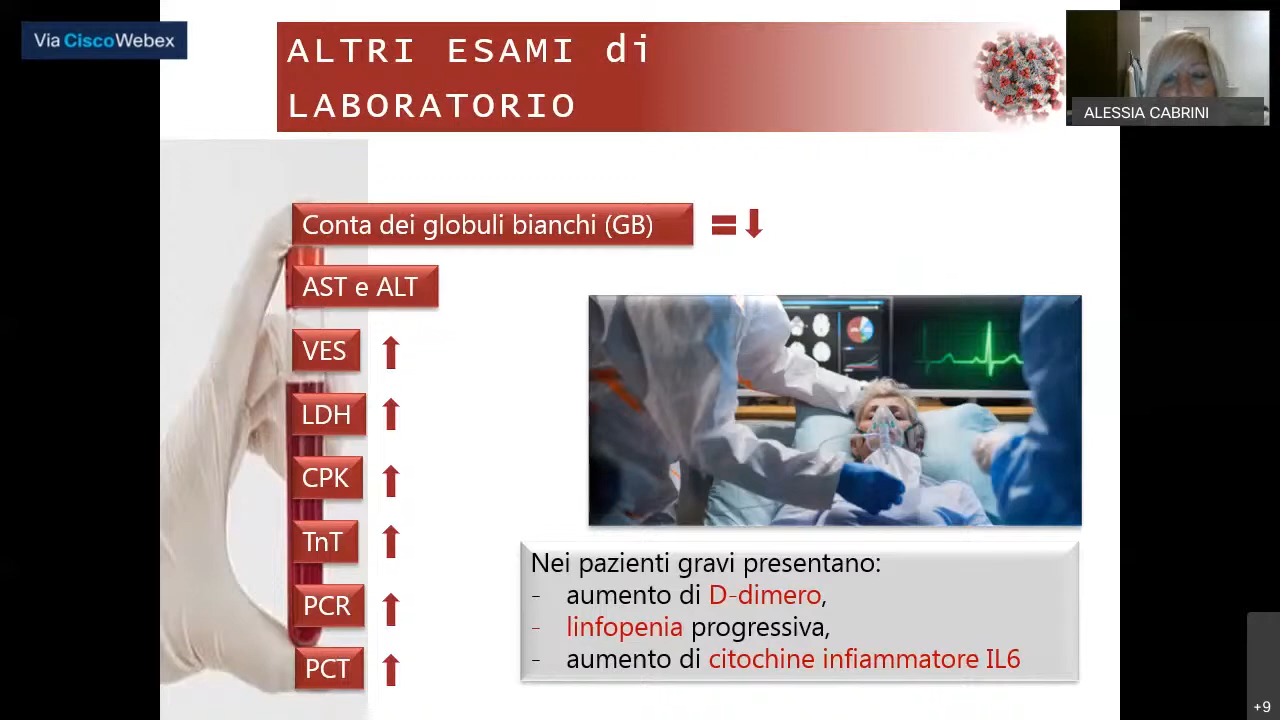 Via Cisco Webex
ALTRI ESAMI di
LABORATORIO
ALESSIA CABRINI
Conta dei globuli bianchi (GB)
AST e ALT
VES
LDH
CPK
TnT
PCR
PCT
Nei pazienti gravi presentano:
- aumento di D-dimero,
- linfopenia progressiva,
- aumento di citochine infiammatore IL6
+9